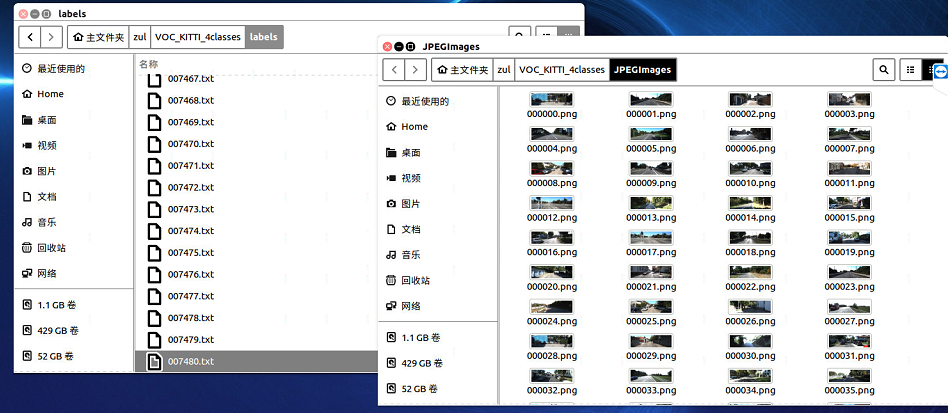 labels
主文件夹 zul VOC_KITTI_4classes labels
最近使用的
Home
桌面
视频
图片
文档
音乐
回收站
网络
1.1 GB 卷
429 GB 卷
52 GB 卷
名称
007467.txt
007468.txt
007469.txt
007470.txt
007471.txt
007472.txt
007473.txt
007474.txt
007475.txt
007476.txt
007477.txt
007478.txt
007479.txt
007480.txt
JPEGImages
主文件夹 zul VOC_KITTI_4classes JPEGImages
最近使用的
Home
桌面
视频
图片
文档
音乐
回收站
网络
1.1 GB 卷
429 GB 卷
52 GB 卷
000000.png 000001.png 000002.png 000003.png
000004.png 000005.png 000006.png 000007.png
000008.png 000009.png 000010.png 000011.png
000012.png 000013.png 000014.png 000015.png
000016.png 000017.png 000018.png 000019.png
000020.png 000021.png 000022.png 000023.png
000024.png 000025.png 000026.png 000027.png
000028.png 000029.png 000030.png 000031.png
000032.png 000033.png 000034.png 000035.png